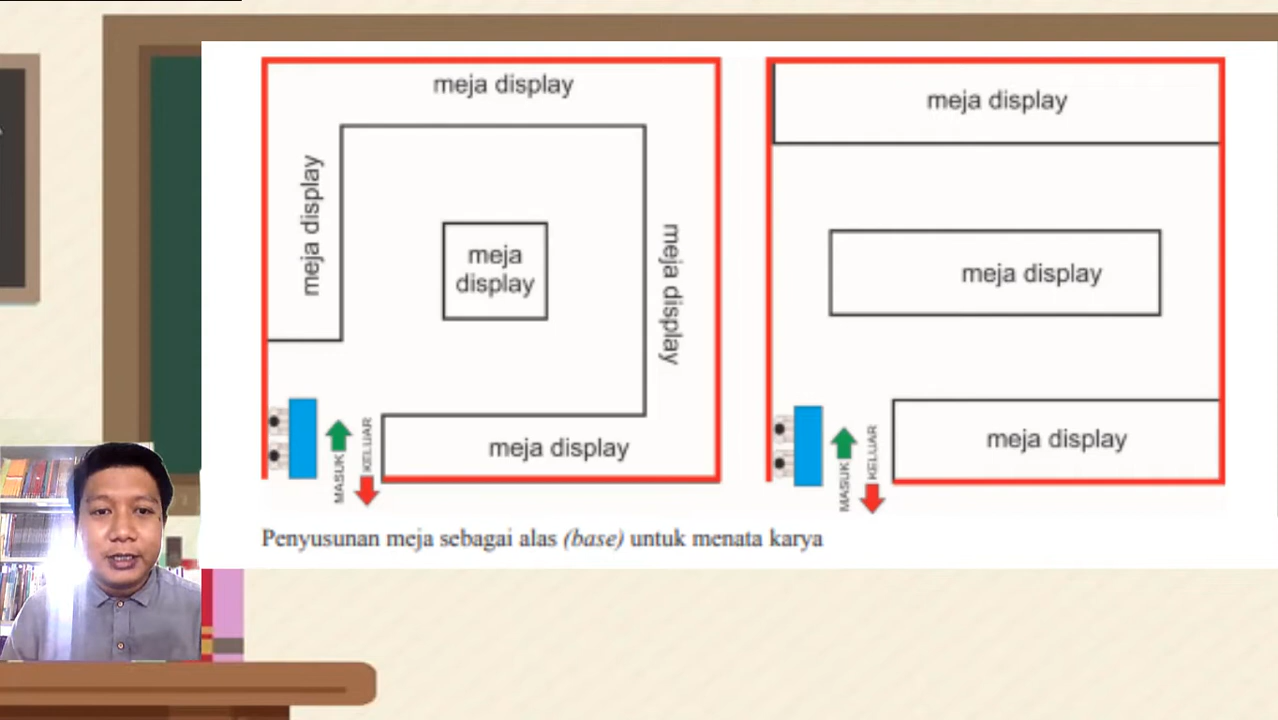 meja display
meja display
meja
display
meja display
meja display
MASUK
KELUAR
meja display
meja display
meja display
MASUK
KELUAR
Penyusunan meja sebagai alas (base) untuk menata karya